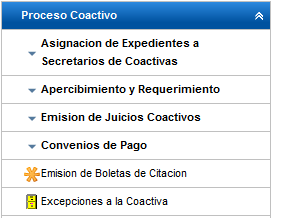 Proceso Coactivo
Asignacion de Expedientes a
Secretarios de Coactivas
Apercibimiento y Requerimiento
Emision de Juicios Coactivos
Convenios de Pago
Emision de Boletas de Citacion
Excepciones a la Coactiva